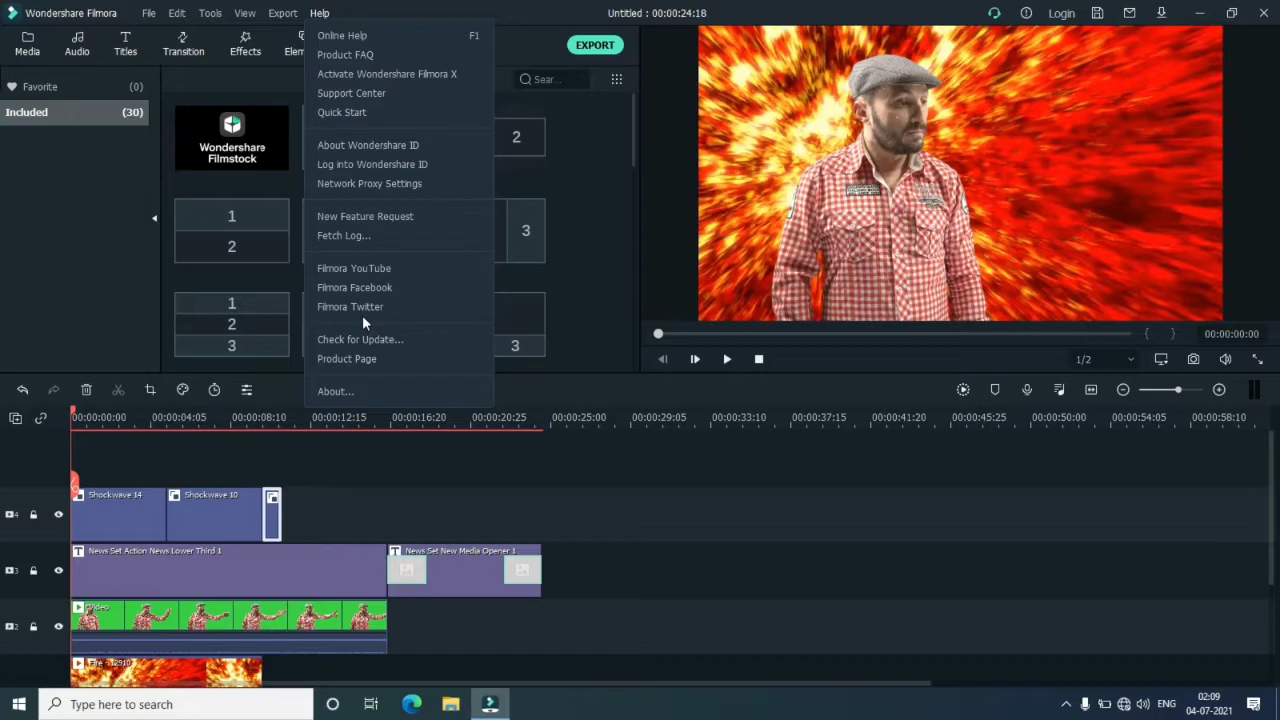 Wondershare Filmora
File
Edit
Tools
View
Export
Help
Untitled : 00:00:24:18
Login
Media
Audio
Titles
Transition
Effects
Elem
EXPORT
Favorite
(0)
Included
(30)
Sear...
Wondershare
Filmstock
2
1
2
3
1
2
3
3
Online Help
F1
Product FAQ
Activate Wondershare Filmora X
Support Center
Quick Start
About Wondershare ID
Log into Wondershare ID
Network Proxy Settings
New Feature Request
Fetch Log...
Filmora YouTube
Filmora Facebook
Filmora Twitter
Check for Update...
Product Page
About...
00:00:00:00
1/2
00:00:00:00
00:00:04:05
00:00:08:10
00:00:12:15
00:00:16:20
00:00:20:25
00:00:25:00
00:00:29:05
00:00:33:10
00:00:37:15
00:00:41:20
00:00:45:25
00:00:50:00
00:00:54:05
00:00:58:10
4
Shockwave 14
Shockwave 10
3
News Set Action News Lower Third 1
News Set New Media Opener 1
2
Video
Fire - 12910
Type here to search
ENG
02:09
04-07-2021